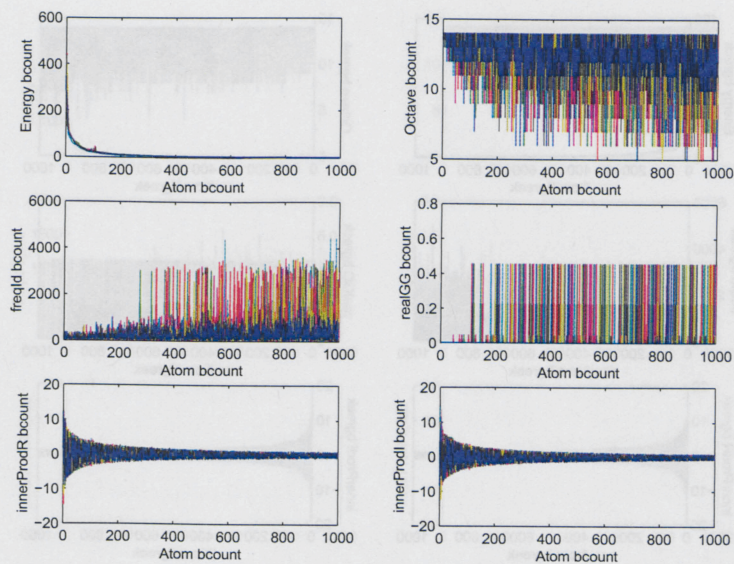 600
400
200
0
Energy bcount
0 200 400 600 800 1000
Atom bcount
15
10
5
Octave bcount
0 200 400 600 800 1000
Atom bcount
6000
4000
2000
0
freqId bcount
0 200 400 600 800 1000
Atom bcount
0.8
0.6
0.4
0.2
0
realGG bcount
0 200 400 600 800 1000
Atom bcount
20
10
0
−10
−20
innerProdR bcount
0 200 400 600 800 1000
Atom bcount
20
10
0
−10
−20
innerProdI bcount
0 200 400 600 800 1000
Atom bcount